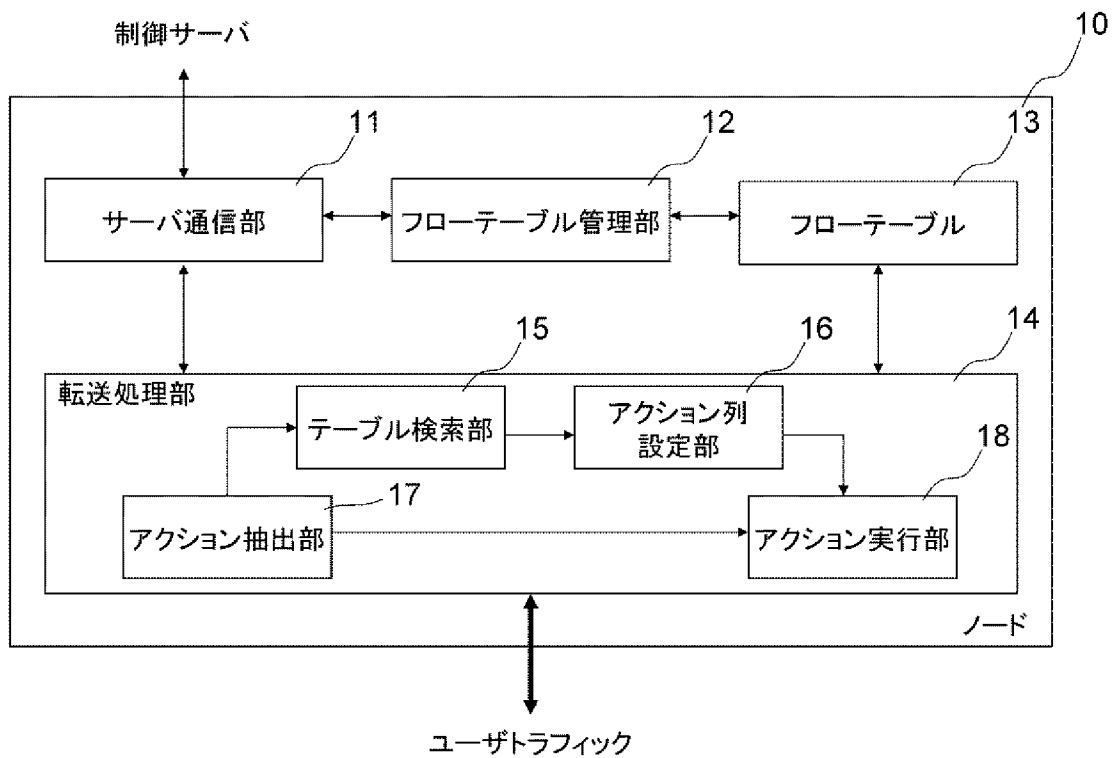 制御サーバ
10
11
12
13
サーバ通信部
フローテーブル管理部
フローテーブル
15
16
14
転送処理部
テーブル検索部
アクション列
設定部
17
18
アクション抽出部
アクション実行部
ノード
ユーザトラフィック